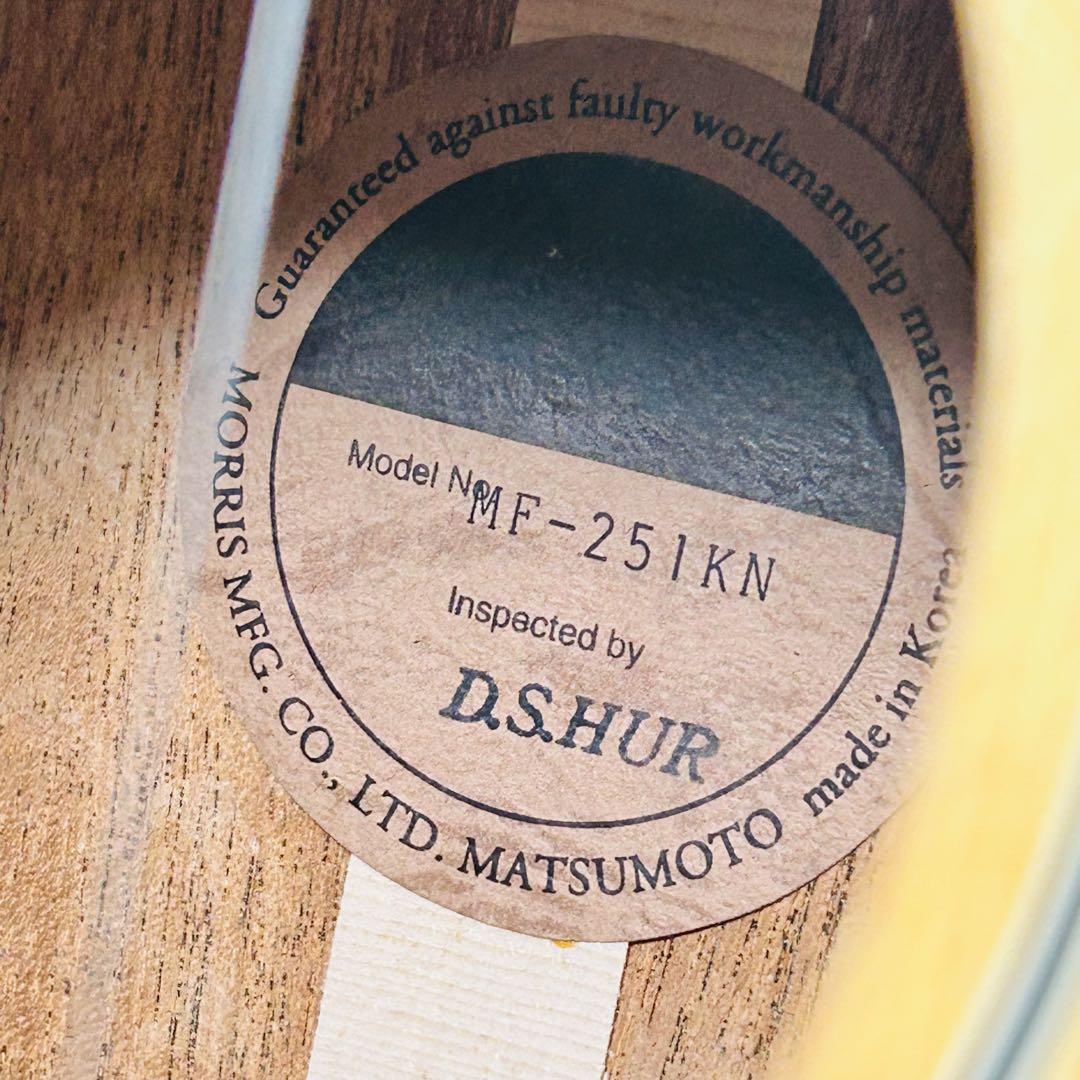 Guaranteed against faulty workmanship materials
Model No.
MF-251KN
Inspected by
D.S.HUR
MORRIS MFG. CO., LTD. MATSUMOTO made in Korea